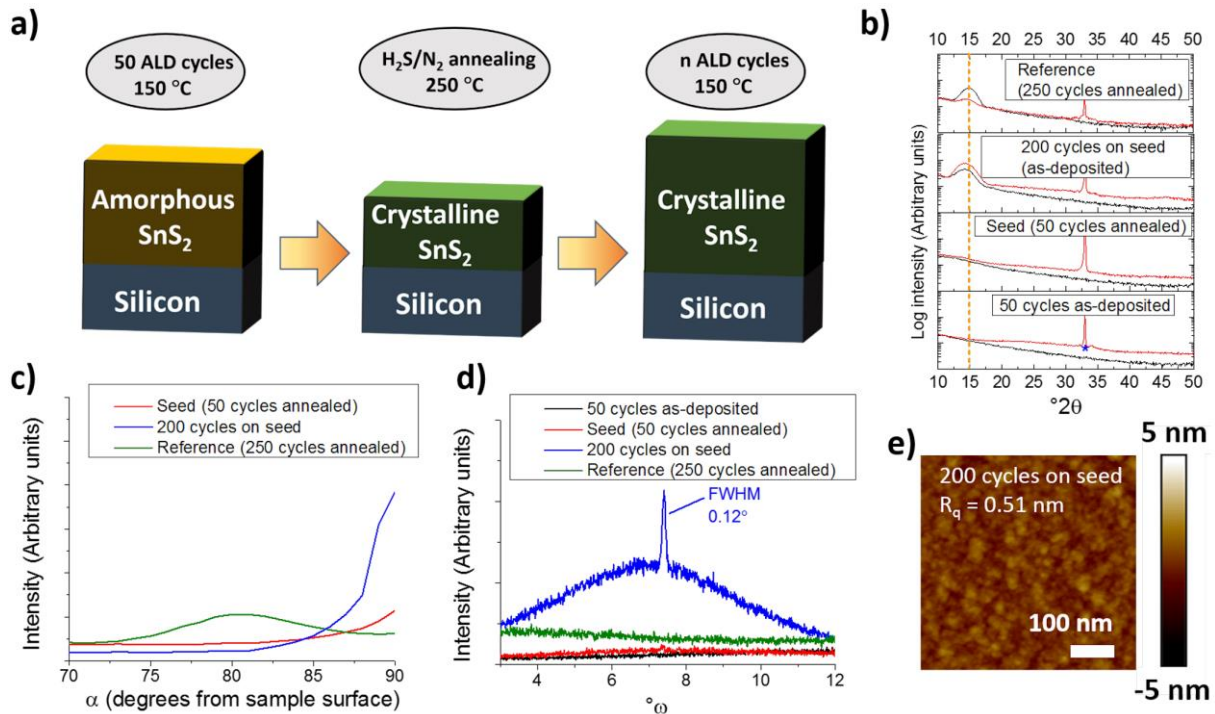 a)
50 ALD cycles
150 °C
H₂S/N₂ annealing
250 °C
n ALD cycles
150 °C
Amorphous
SnS₂
Silicon
Crystalline
SnS₂
Silicon
Crystalline
SnS₂
Silicon
b)
10 15 20 25 30 35 40 45 50
Reference
(250 cycles annealed)
200 cycles on seed
(as-deposited)
Seed (50 cycles annealed)
50 cycles as-deposited
Log intensity (Arbitrary units)
10 15 20 25 30 35 40 45 50
°2θ
c)
Seed (50 cycles annealed)
200 cycles on seed
Reference (250 cycles annealed)
Intensity (Arbitrary units)
70 75 80 85 90
α (degrees from sample surface)
d)
50 cycles as-deposited
Seed (50 cycles annealed)
200 cycles on seed
Reference (250 cycles annealed)
FWHM
0.12°
Intensity (Arbitrary units)
4 6 8 10 12
°ω
e)
200 cycles on seed
R_q = 0.51 nm
100 nm
5 nm
-5 nm